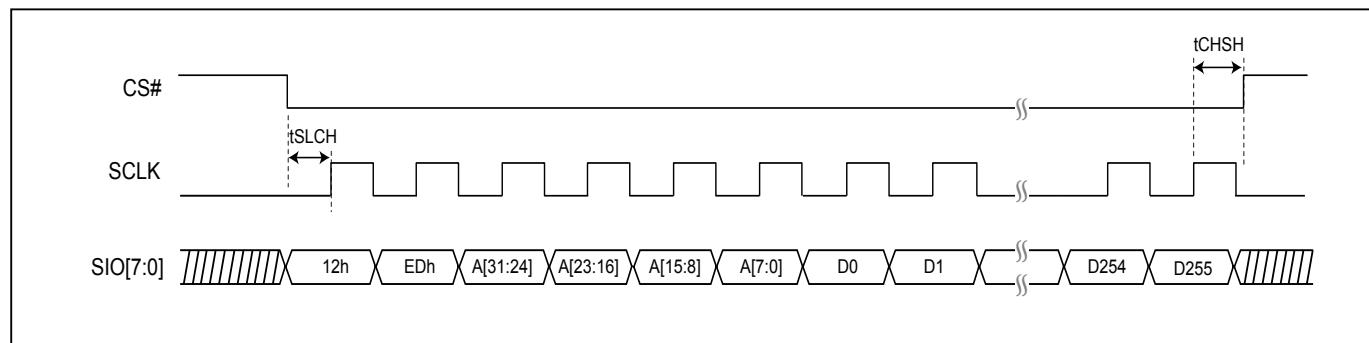 tCHSH
CS#
tSLCH
SCLK
SIO[7:0] 12h EDh A[31:24] A[23:16] A[15:8] A[7:0] D0 D1 D254 D255